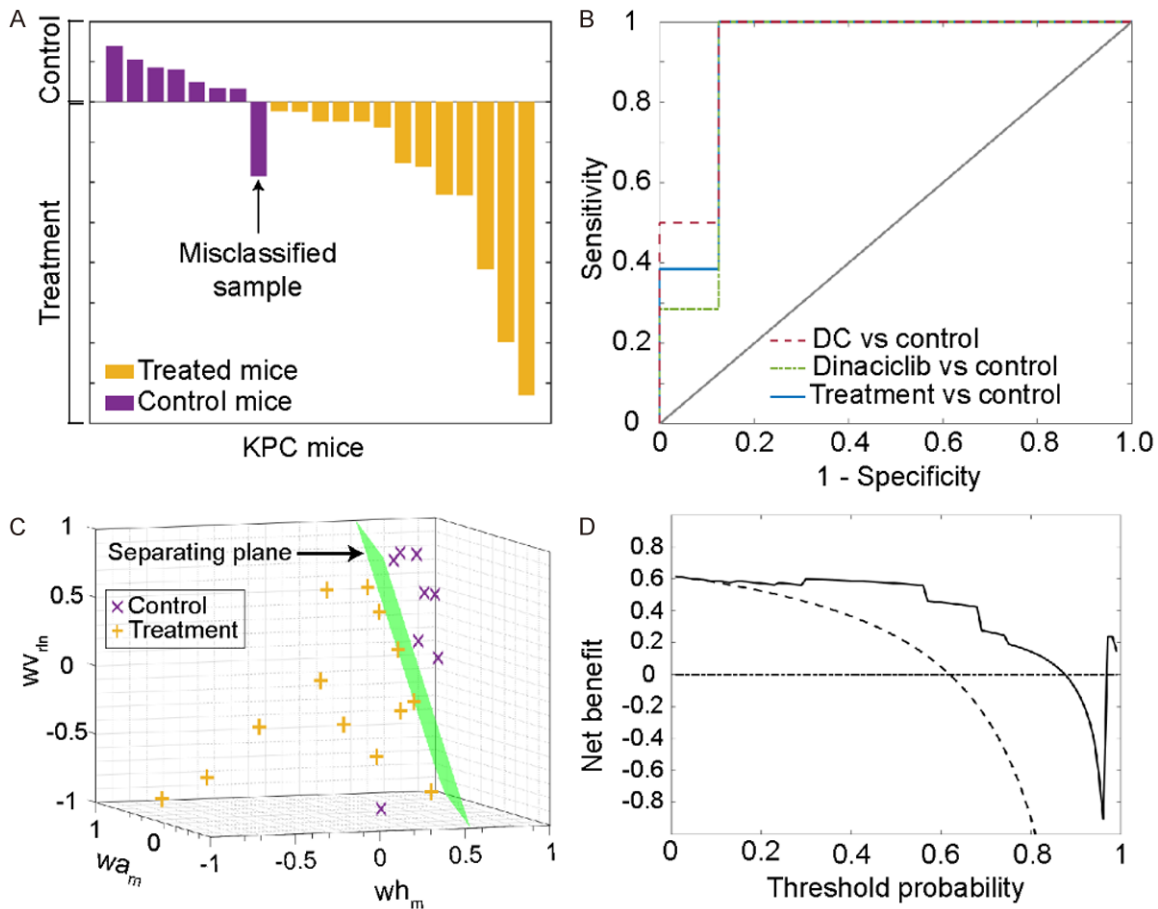 A
Control
Treatment
Misclassified
sample
Treated mice
Control mice
KPC mice
B
1
0.8
0.6
0.4
0.2
0
Sensitivity
DC vs control
Dinaciclib vs control
Treatment vs control
0 0.2 0.4 0.6 0.8 1.0
1 - Specificity
C
1
0.5
0
-0.5
-1
wv_rln
Separating plane
Control
Treatment
1 0 -1
wa_m
-1 -0.5 0 0.5 1
wh_m
D
0.8
0.6
0.4
0.2
0
-0.2
-0.4
-0.6
-0.8
Net benefit
0 0.2 0.4 0.6 0.8 1
Threshold probability